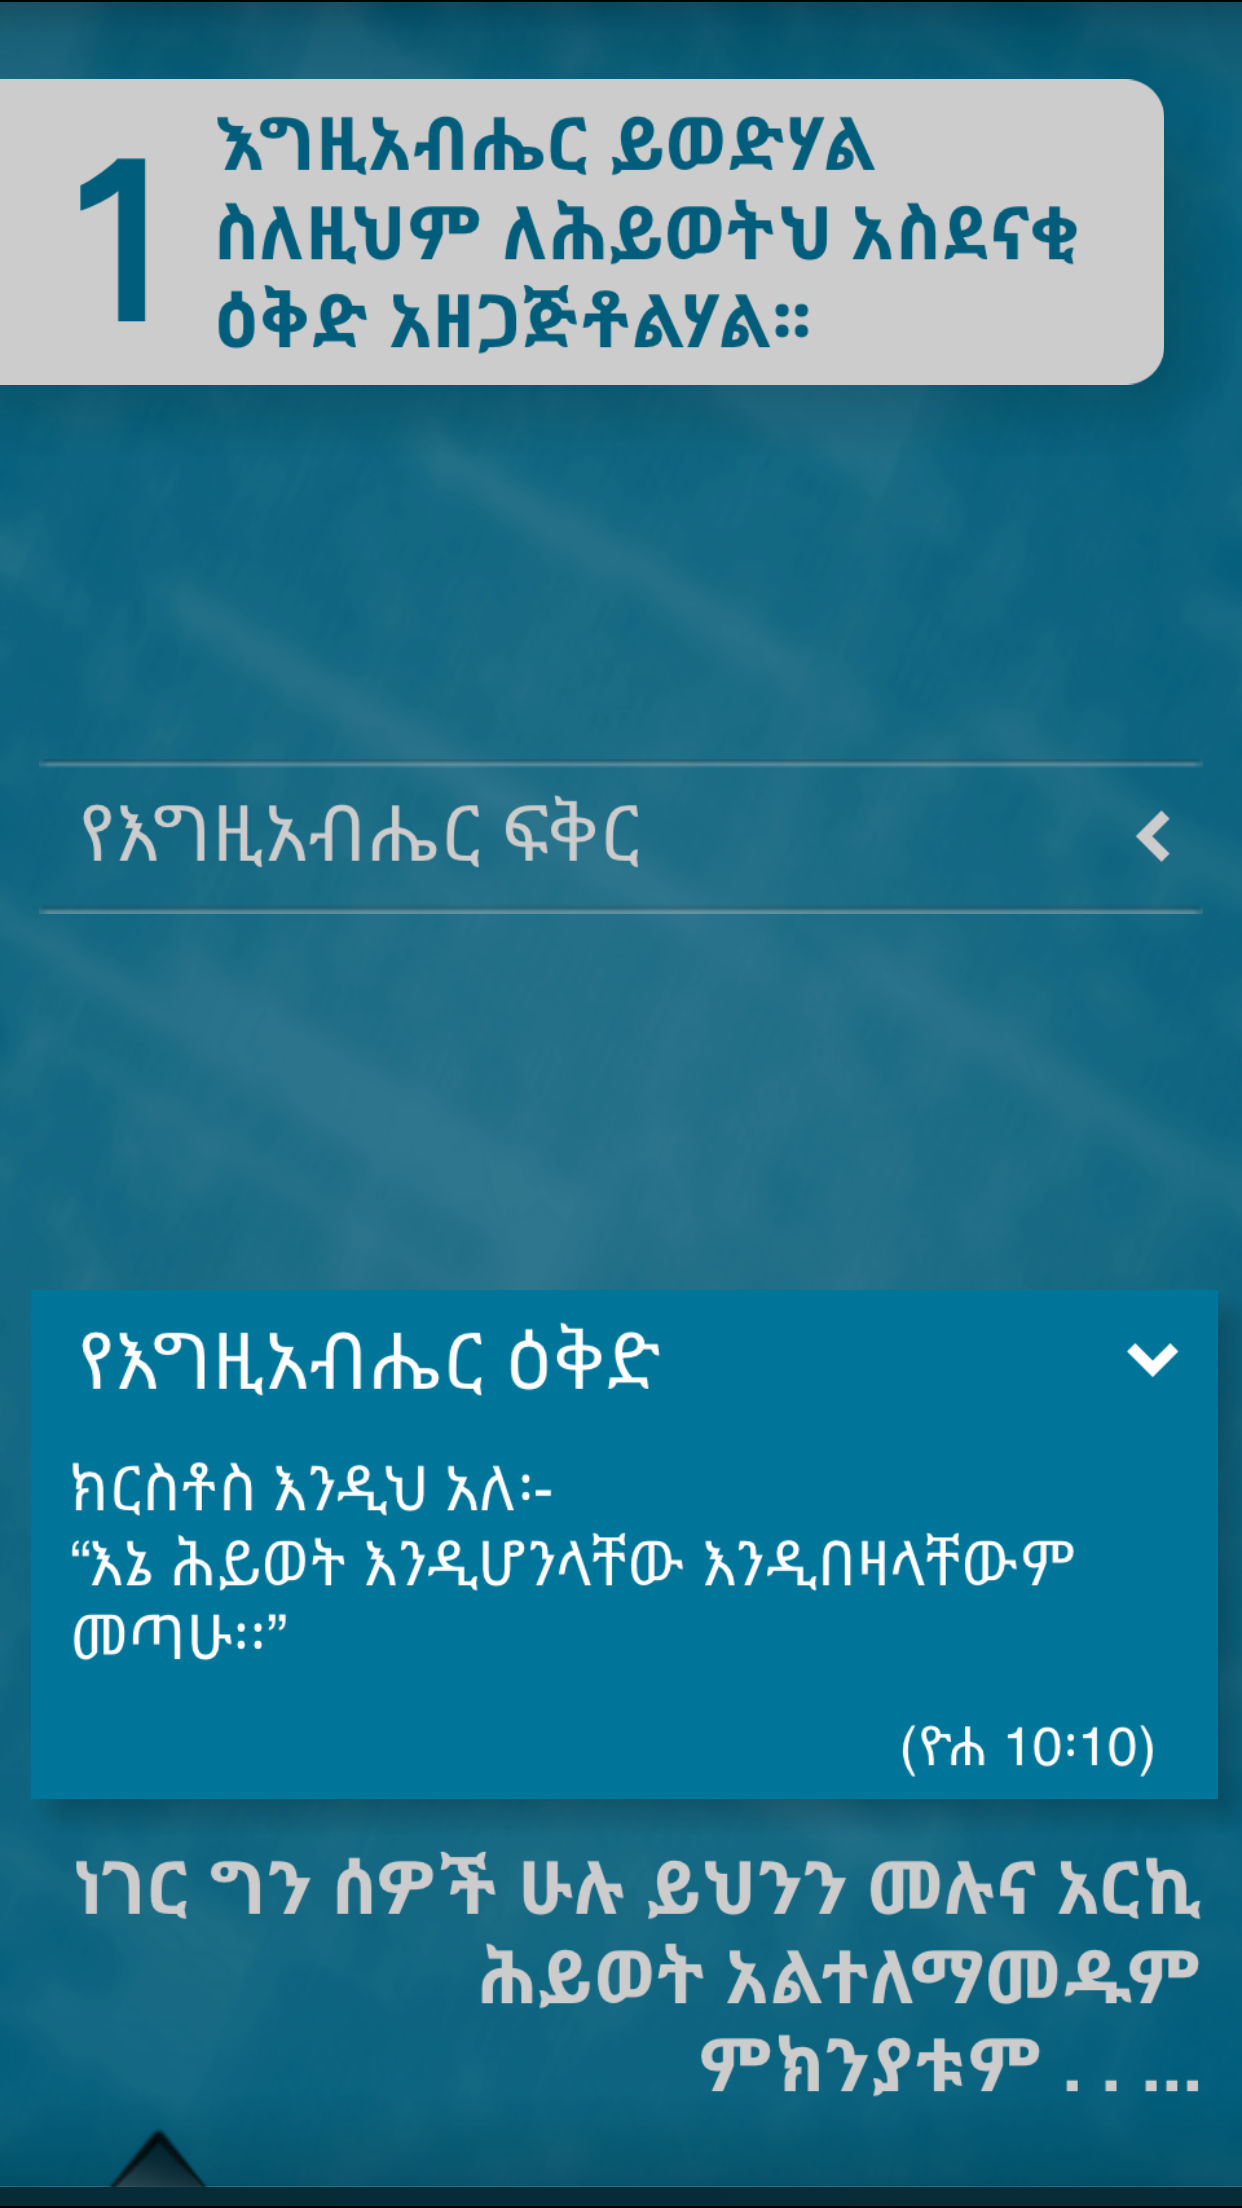 1
እግዚአብሔር ይወድሃል
ስለዚህም ለሕይወትህ አስደናቂ
ዕቅድ አዘጋጅቶልሃል።
የእግዚአብሔር ፍቅር
የእግዚአብሔር ዕቅድ
ክርስቶስ እንዲህ አለ፡-
“እኔ ሕይወት እንዲሆንላቸው እንዲበዛላቸውም
መጣሁ፡፡”
(ዮሐ 10፡10)
ነገር ግን ሰዎች ሁሉ ይህንን መሉና አርኪ
ሕይወት አልተለማመዱም
ምክንያቱም . . ...